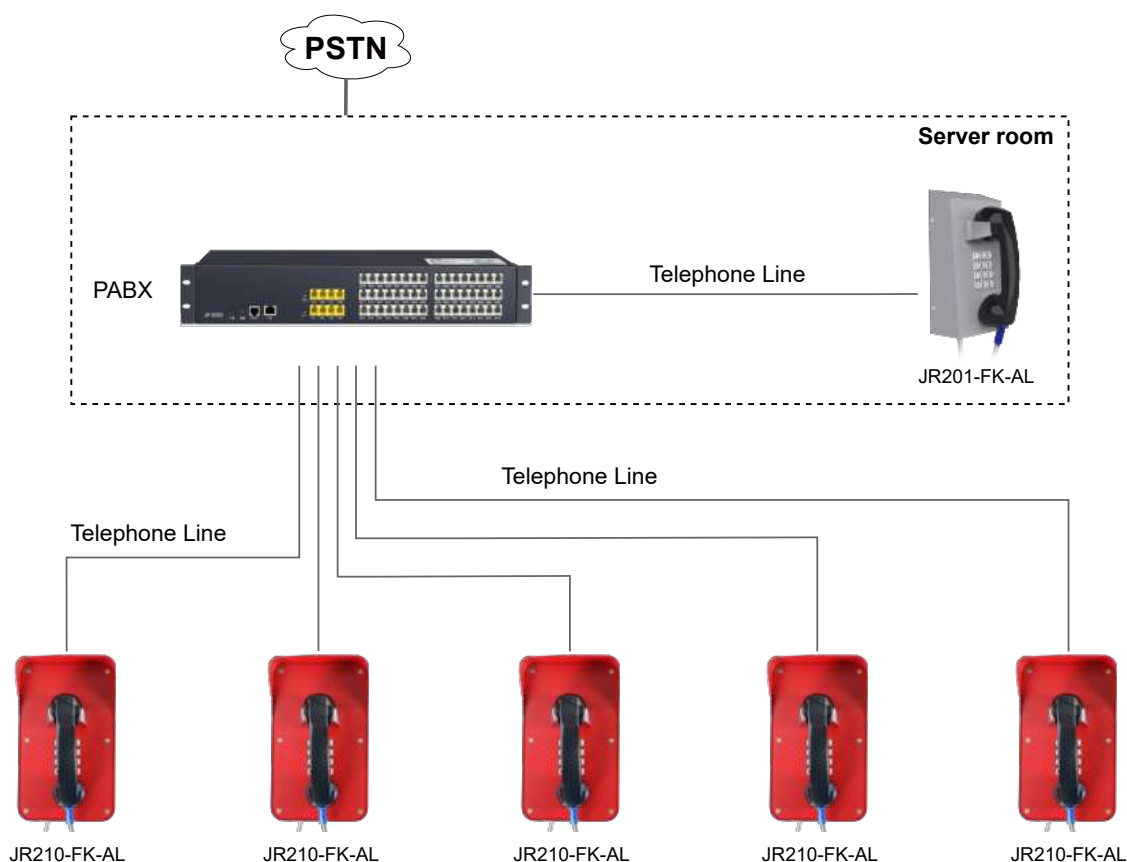 PSTN
Server room
PABX
Telephone Line
JR201-FK-AL
Telephone Line
Telephone Line
JR210-FK-AL
JR210-FK-AL
JR210-FK-AL
JR210-FK-AL
JR210-FK-AL